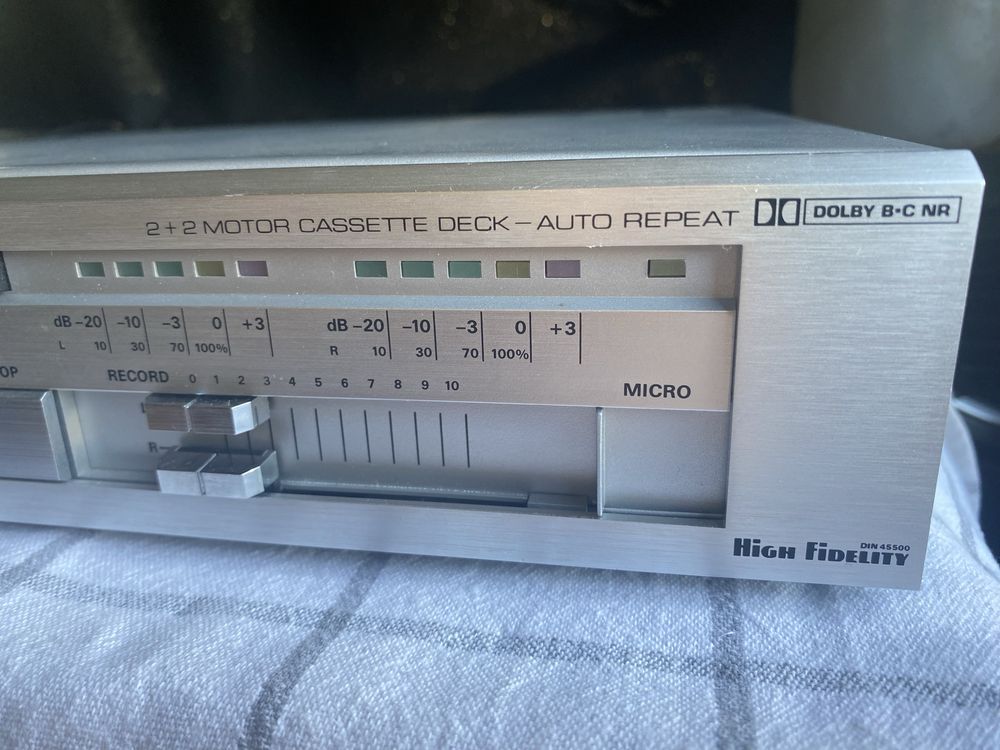 2+2 MOTOR CASSETTE DECK – AUTO REPEAT DOLBY B•C NR
dB -20 -10 -3 0 +3 dB -20 -10 -3 0 +3
L 10 30 70 100% R 10 30 70 100%
OP RECORD 0 1 2 3 4 5 6 7 8 9 10 MICRO
R
DIN 45500
HIGH FIDELITY